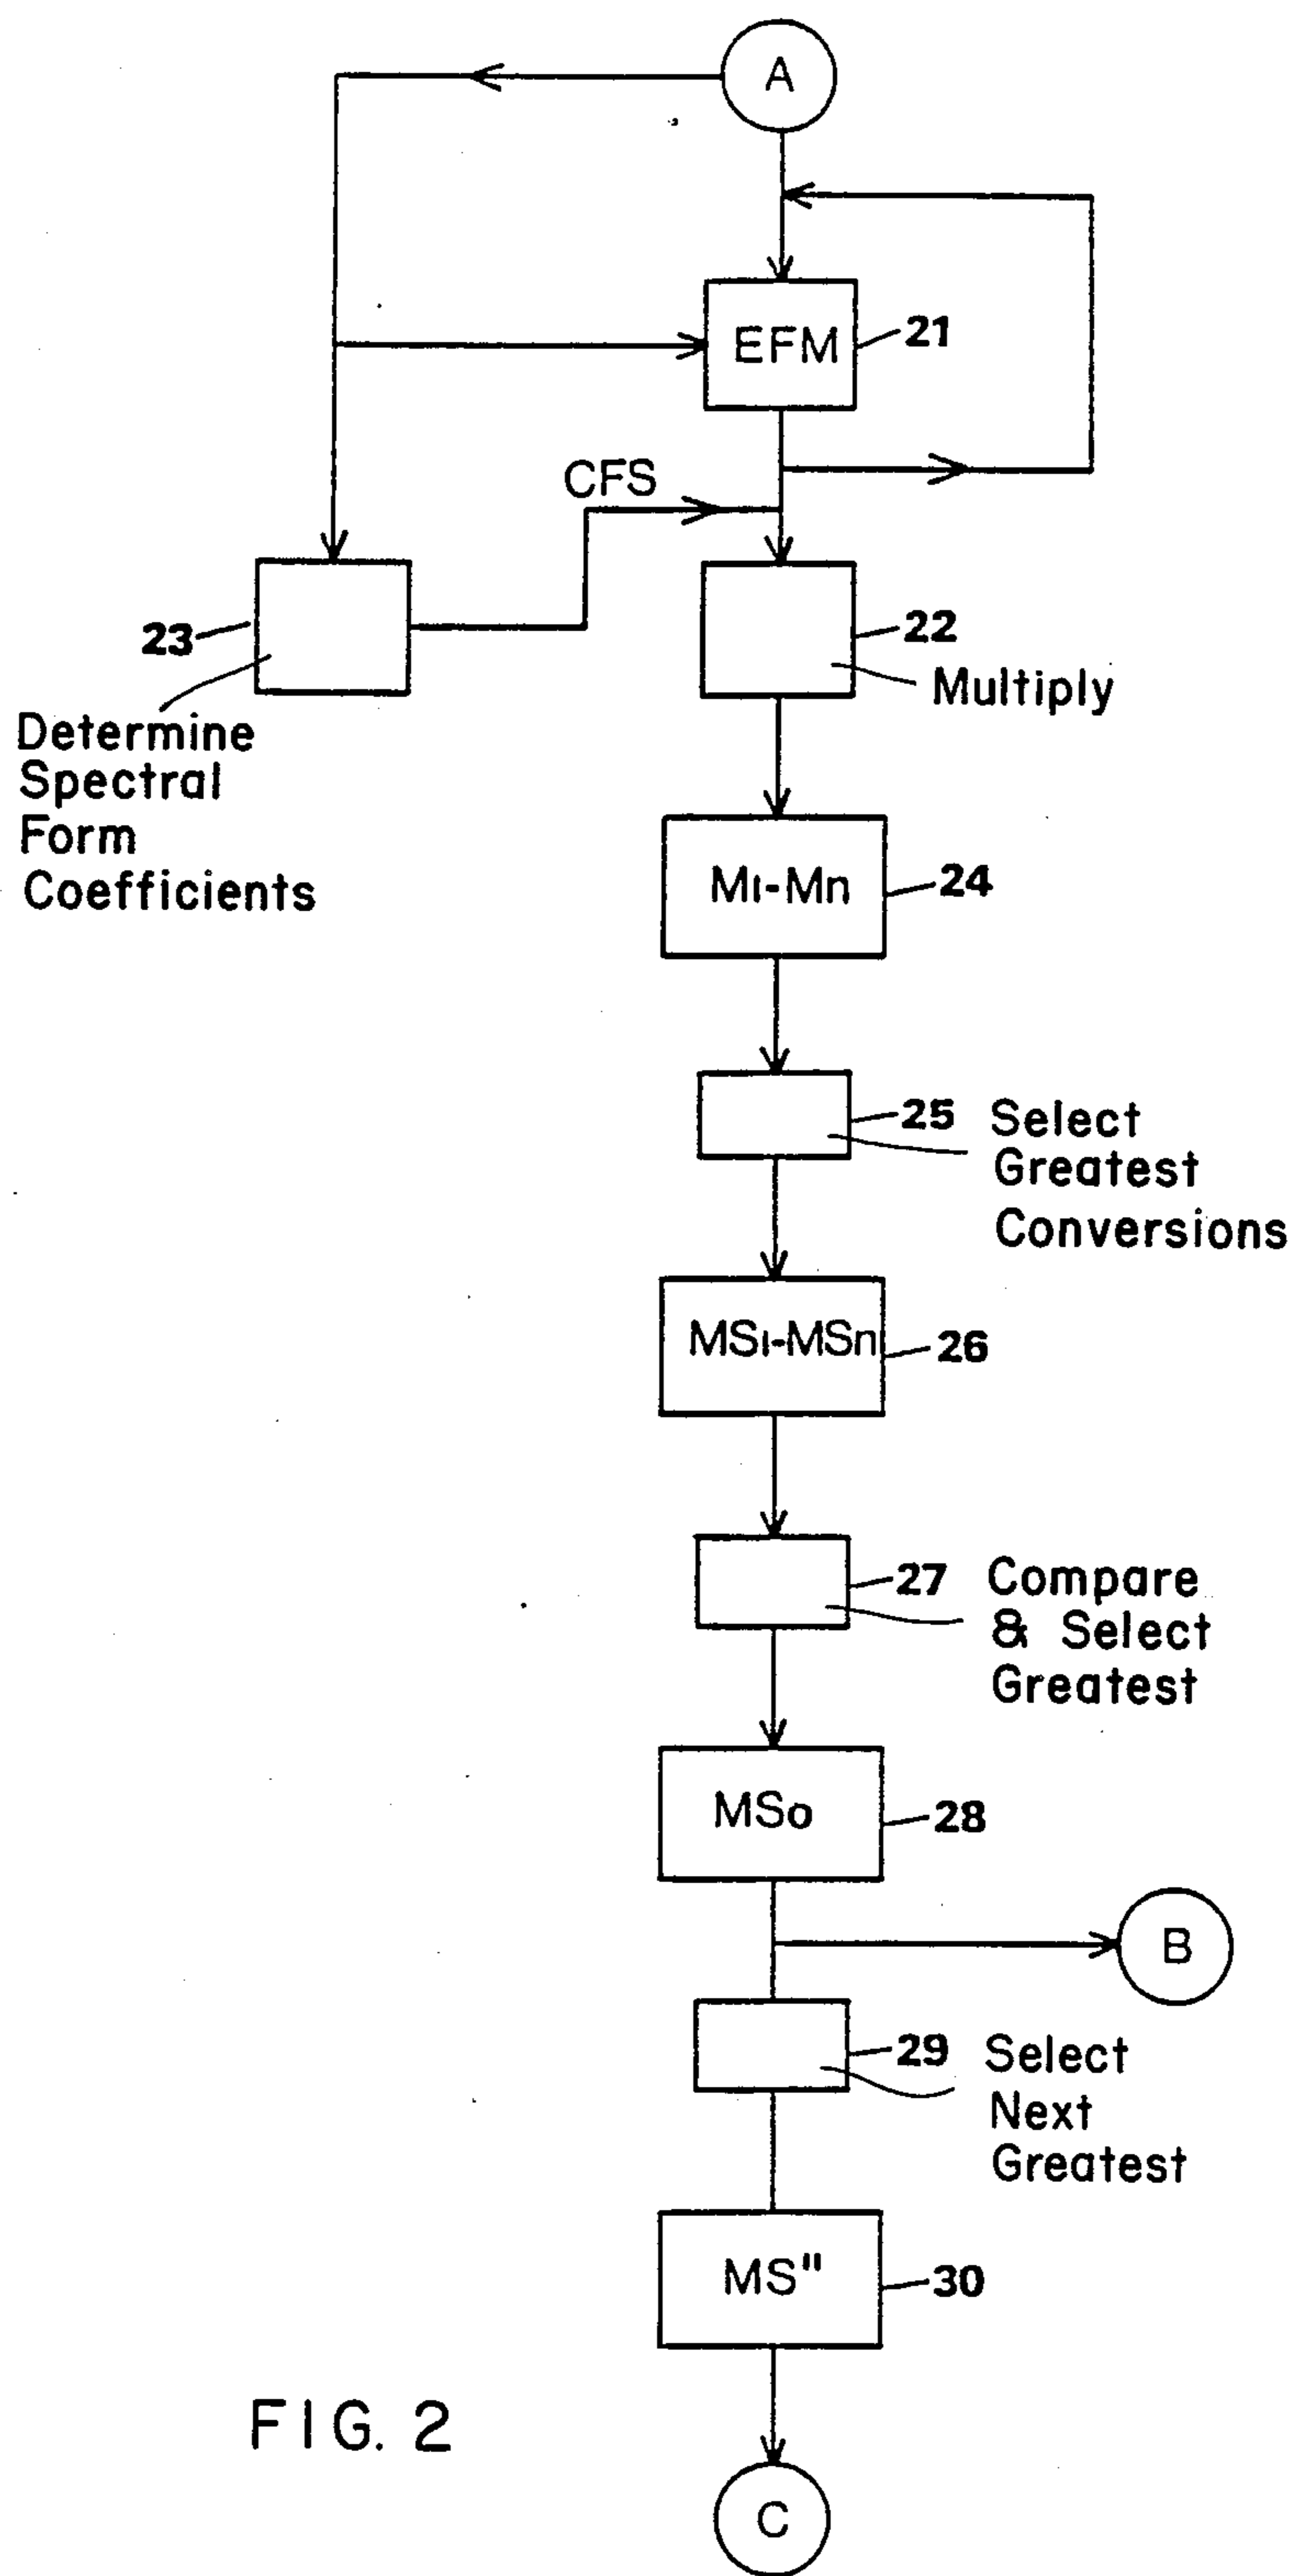 A
EFM
21
CFS
23
22
Multiply
Determine
Spectral
Form
Coefficients
M1-Mn
24
25
Select
Greatest
Conversions
MS1-MSn
26
27
Compare
& Select
Greatest
MSo
28
B
29
Select
Next
Greatest
MS"
30
FIG. 2
C